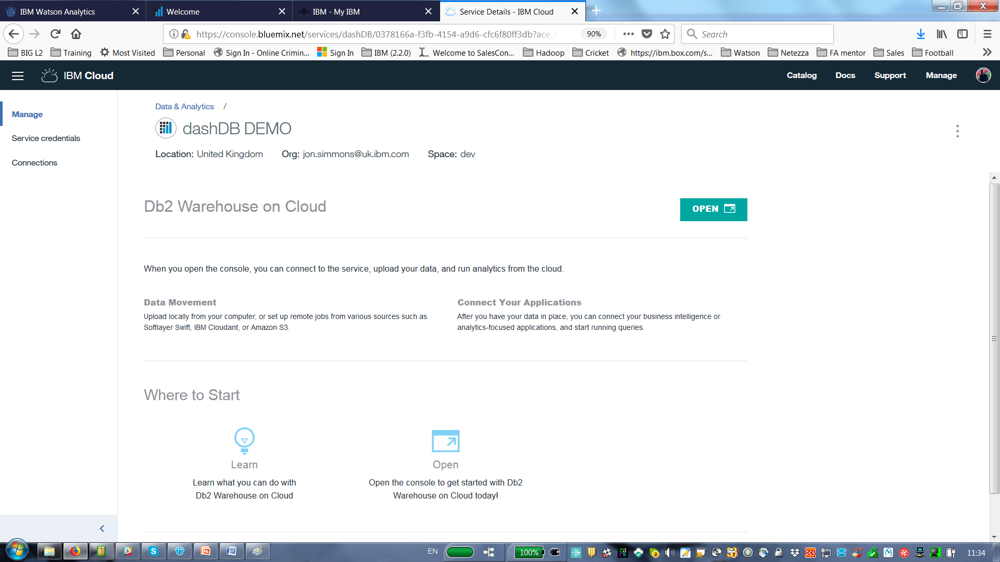 IBM Watson Analytics
Welcome
IBM - My IBM
Service Details - IBM Cloud
https://console.bluemix.net/services/dashDB/0378166a-f3fb-4154-a9d6-cfc6f80ff3db?ace_c
90%
Search
BIG L2
Training
Most Visited
Personal
Sign In - Online Crimin...
Sign In
IBM (2.2.0)
Welcome to SalesCon...
Hadoop
Cricket
https://ibm.box.com/s...
Watson
Netezza
FA mentor
Sales
Football
IBM Cloud
Catalog
Docs
Support
Manage
Manage
Service credentials
Connections
Data & Analytics /
dashDB DEMO
Location: United Kingdom
Org: jon.simmons@uk.ibm.com
Space: dev
Db2 Warehouse on Cloud
OPEN
When you open the console, you can connect to the service, upload your data, and run analytics from the cloud.
Data Movement
Upload locally from your computer, or set up remote jobs from various sources such as
Softlayer Swift, IBM Cloudant, or Amazon S3.
Connect Your Applications
After you have your data in place, you can connect your business intelligence or
analytics-focused applications, and start running queries.
Where to Start
Learn
Learn what you can do with
Db2 Warehouse on Cloud
Open
Open the console to get started with Db2
Warehouse on Cloud today!
EN
100%
11:34